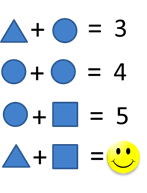 + = 3
+ = 4
+ = 5
+ =